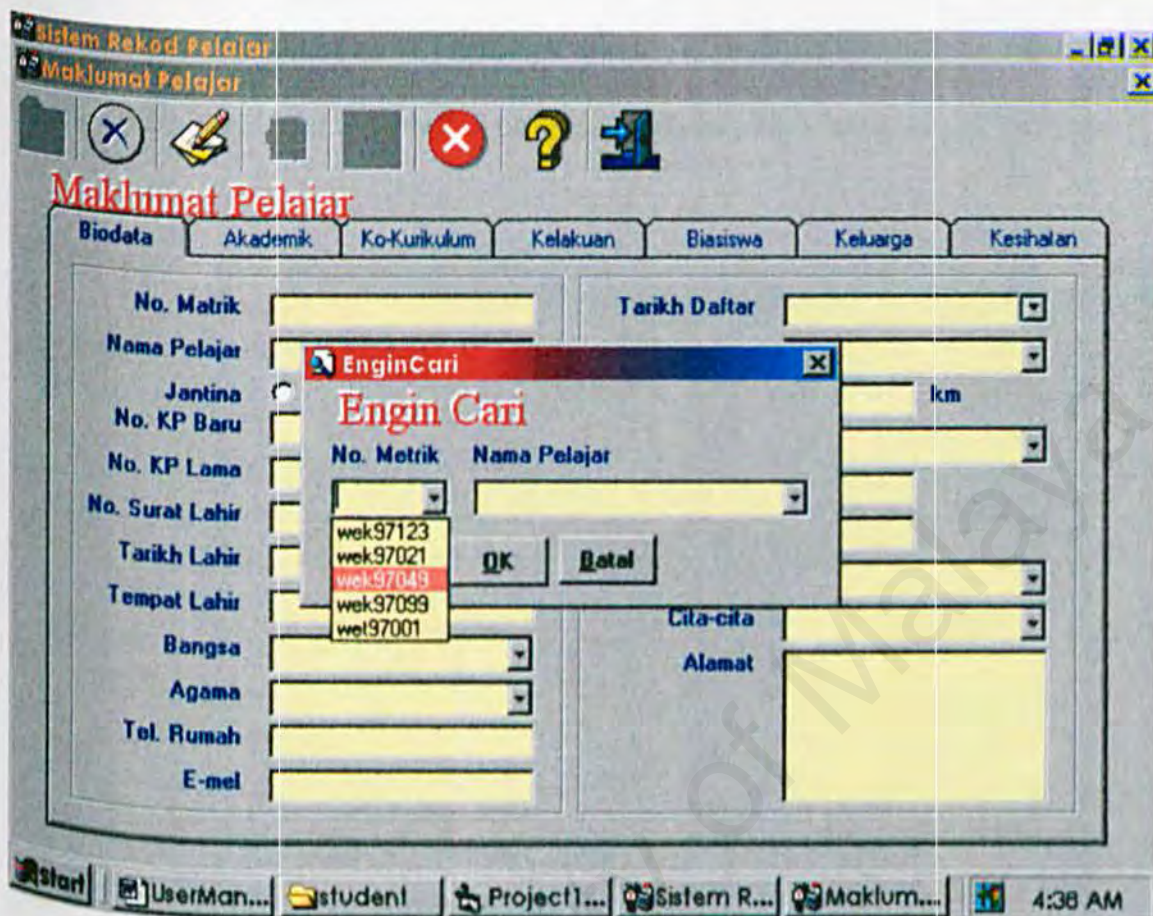 Sistem Rekod Pelajar
Maklumat Pelajar
Maklumat Pelajar
Biodata Akademik Ko-Kurikulum Kelakuan Biasiswa Keluarga Kesihatan
No. Matrik Tarikh Daftar
Nama Pelajar
EnginCari
Jantina km
Engin Cari
No. KP Baru
No. Metrik Nama Pelajar
No. KP Lama
No. Surat Lahir
wek97123
Tarikh Lahir
wek97021 OK Batal
wek97049
Tempat Lahir
wek97099
Cita-cita
wet97001
Bangsa
Alamat
Agama
Tel. Rumah
E-mel
Start UserMan... student Project1... Sistem R... Maklum... 4:38 AM
of Malaya